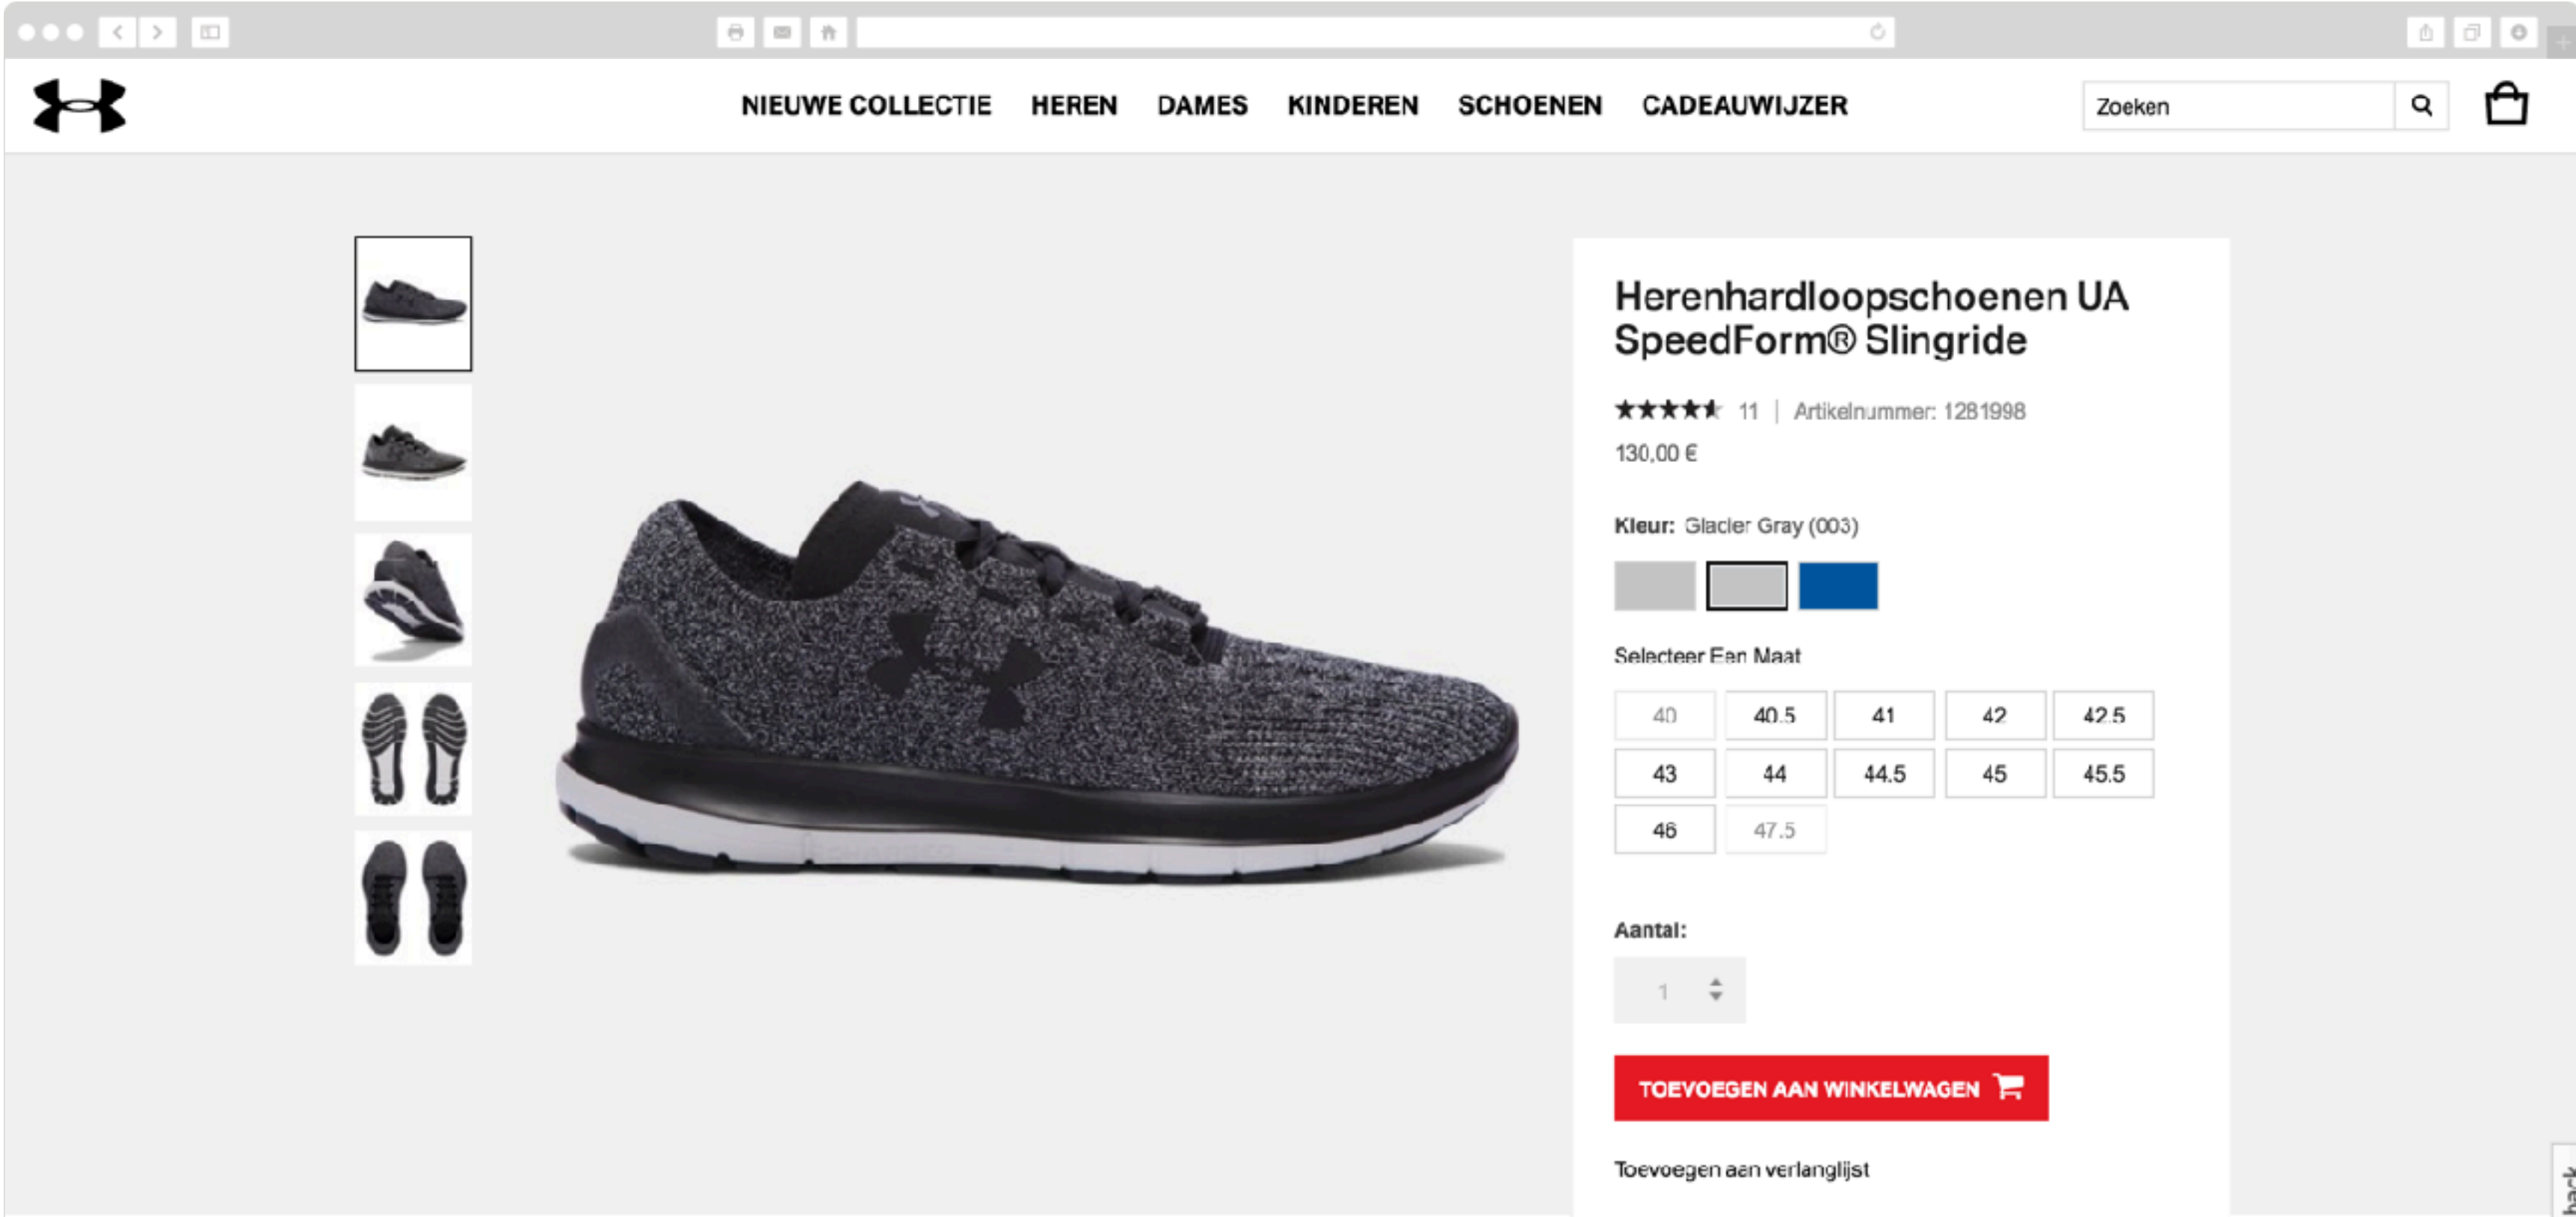 NIEUWE COLLECTIE HEREN DAMES KINDEREN SCHOENEN CADEAUWIJZER Zoeken
Herenhardloopschoenen UA
SpeedForm® Slingride
11 | Artikelnummer: 1281998
130,00 €
Kleur: Glacier Gray (003)
Selecteer Een Maat
40 40.5 41 42 42.5
43 44 44.5 45 45.5
46 47.5
Aantal:
1
TOEVOEGEN AAN WINKELWAGEN
Toevoegen aan verlanglijst
back